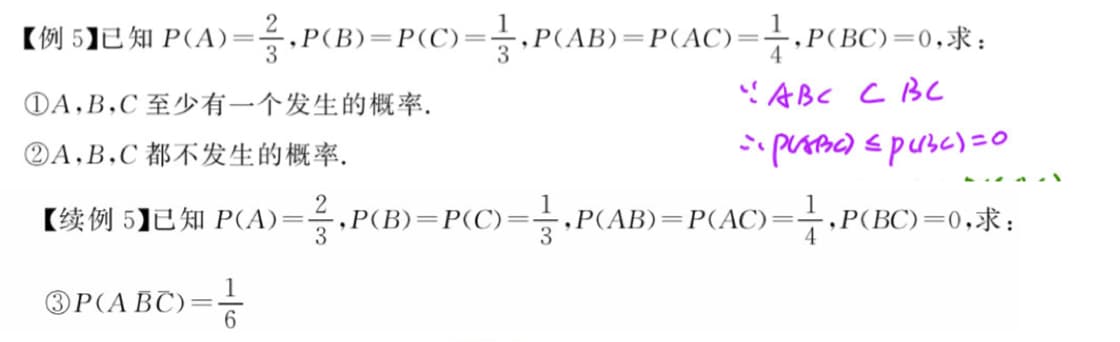 【例 5】已知 P(A)=2/3,P(B)=P(C)=1/3,P(AB)=P(AC)=1/4,P(BC)=0,求：
①A,B,C 至少有一个发生的概率.
∵ ABC ⊂ BC
②A,B,C 都不发生的概率.
∴ P(ABC) ≤ P(BC)=0
【续例 5】已知 P(A)=2/3,P(B)=P(C)=1/3,P(AB)=P(AC)=1/4,P(BC)=0,求：
③P(A B̄C̄)=1/6